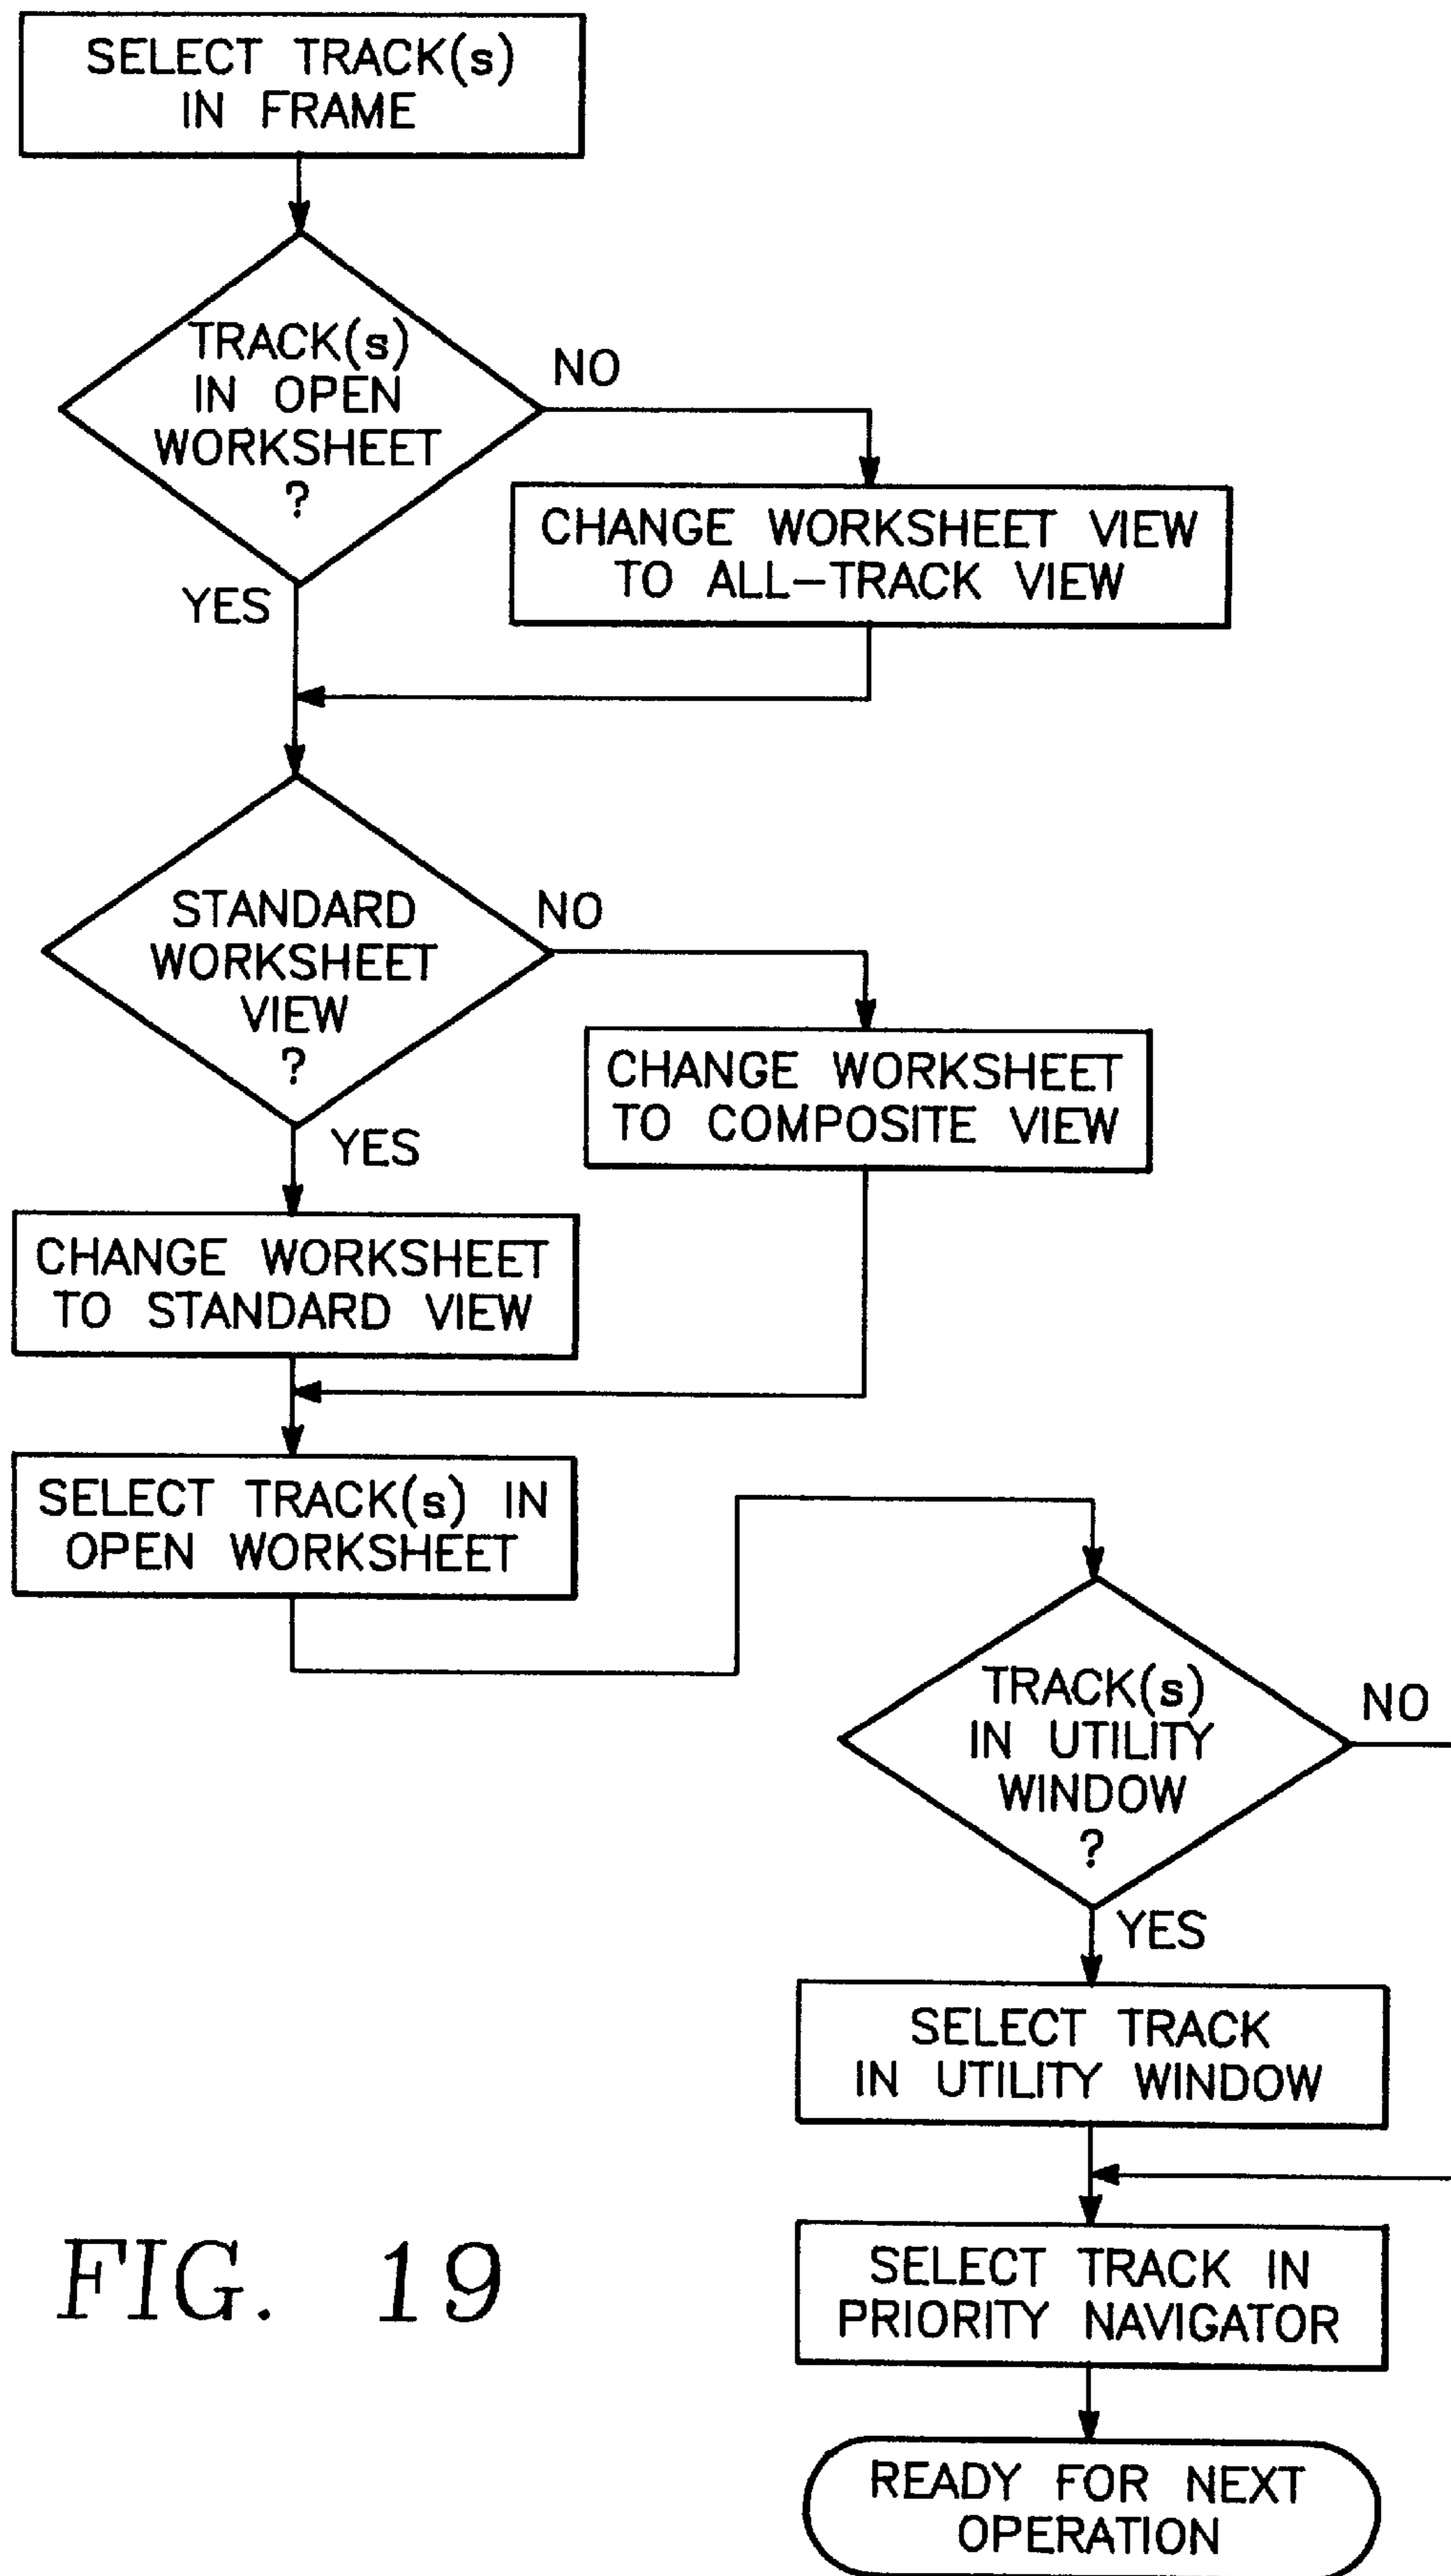 SELECT TRACK(s)
IN FRAME
TRACK(s)
IN OPEN
WORKSHEET
?
NO
CHANGE WORKSHEET VIEW
TO ALL-TRACK VIEW
YES
STANDARD
WORKSHEET
VIEW
?
NO
CHANGE WORKSHEET
TO COMPOSITE VIEW
YES
CHANGE WORKSHEET
TO STANDARD VIEW
SELECT TRACK(s) IN
OPEN WORKSHEET
TRACK(s)
IN UTILITY
WINDOW
?
NO
YES
SELECT TRACK
IN UTILITY WINDOW
SELECT TRACK IN
PRIORITY NAVIGATOR
READY FOR NEXT
OPERATION
FIG. 19